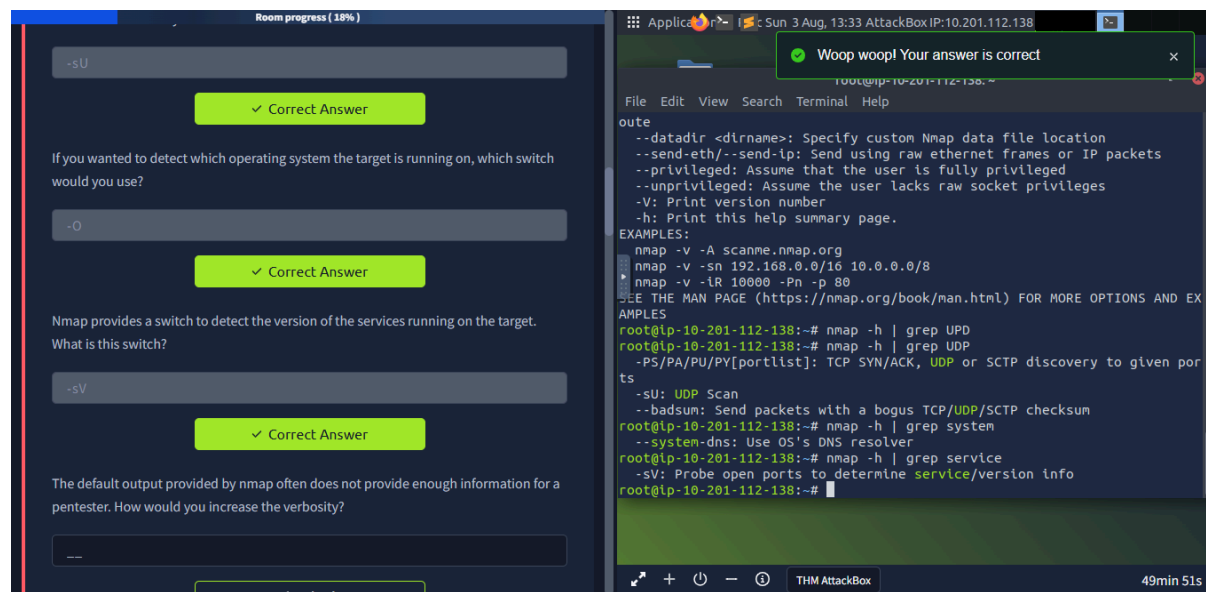 Room progress ( 18% )
-sU
✓ Correct Answer
If you wanted to detect which operating system the target is running on, which switch
would you use?
-O
✓ Correct Answer
Nmap provides a switch to detect the version of the services running on the target.
What is this switch?
-sV
✓ Correct Answer
The default output provided by nmap often does not provide enough information for a
pentester. How would you increase the verbosity?
__
Sun 3 Aug, 13:33 AttackBox IP:10.201.112.138
Woop woop! Your answer is correct
root@ip-10-201-112-138: ~
File Edit View Search Terminal Help
oute
--datadir <dirname>: Specify custom Nmap data file location
--send-eth/--send-ip: Send using raw ethernet frames or IP packets
--privileged: Assume that the user is fully privileged
--unprivileged: Assume the user lacks raw socket privileges
-V: Print version number
-h: Print this help summary page.
EXAMPLES:
nmap -v -A scanme.nmap.org
nmap -v -sn 192.168.0.0/16 10.0.0.0/8
nmap -v -iR 10000 -Pn -p 80
SEE THE MAN PAGE (https://nmap.org/book/man.html) FOR MORE OPTIONS AND EX
AMPLES
root@ip-10-201-112-138:~# nmap -h | grep UPD
root@ip-10-201-112-138:~# nmap -h | grep UDP
-PS/PA/PU/PY[portlist]: TCP SYN/ACK, UDP or SCTP discovery to given por
ts
-sU: UDP Scan
--badsum: Send packets with a bogus TCP/UDP/SCTP checksum
root@ip-10-201-112-138:~# nmap -h | grep system
--system-dns: Use OS's DNS resolver
root@ip-10-201-112-138:~# nmap -h | grep service
-sV: Probe open ports to determine service/version info
root@ip-10-201-112-138:~#
THM AttackBox
49min 51s